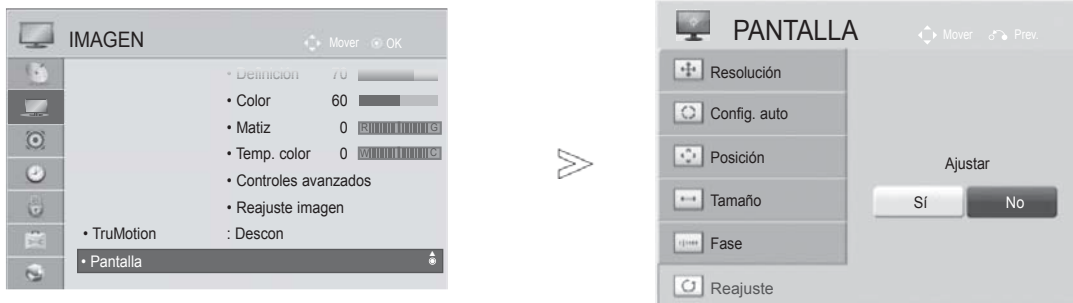 IMAGEN
Mover OK
• Definición 70
• Color 60
• Matiz 0 R G
• Temp. color 0 W C
• Controles avanzados
• Reajuste imagen
• TruMotion : Descon
• Pantalla
PANTALLA
Mover Prev.
Resolución
Config. auto
Posición
Tamaño
Fase
Reajuste
Ajustar
Sí No